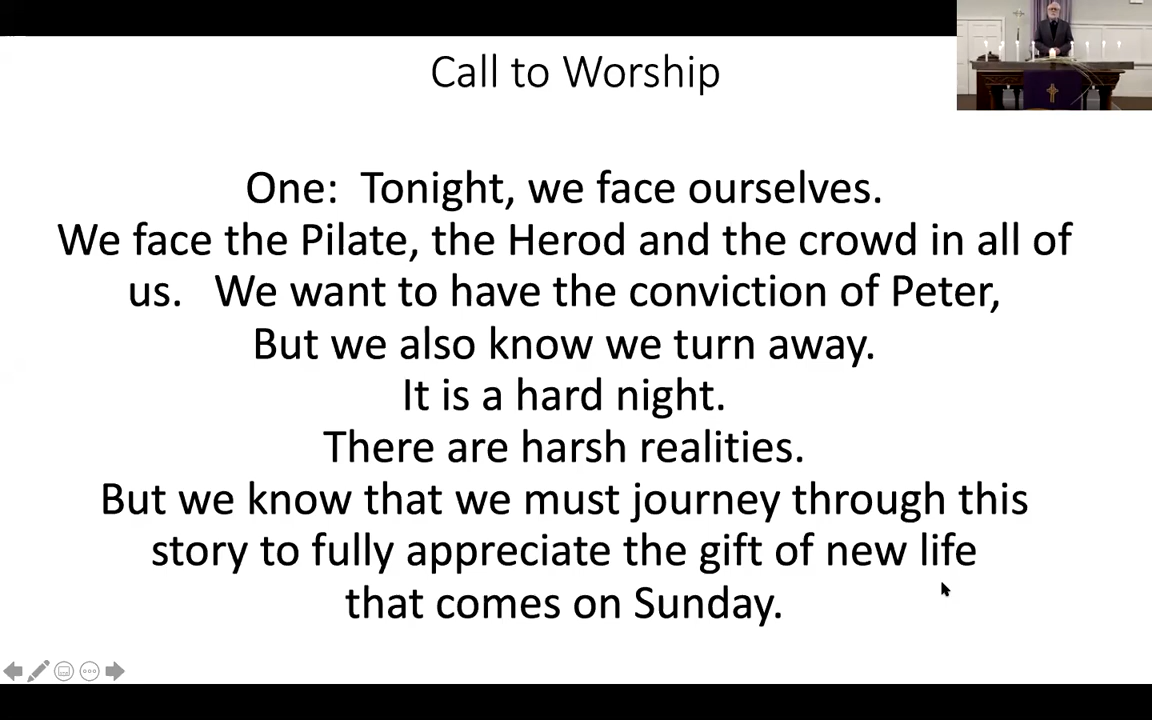 Call to Worship
One: Tonight, we face ourselves.
We face the Pilate, the Herod and the crowd in all of
us. We want to have the conviction of Peter,
But we also know we turn away.
It is a hard night.
There are harsh realities.
But we know that we must journey through this
story to fully appreciate the gift of new life
that comes on Sunday.